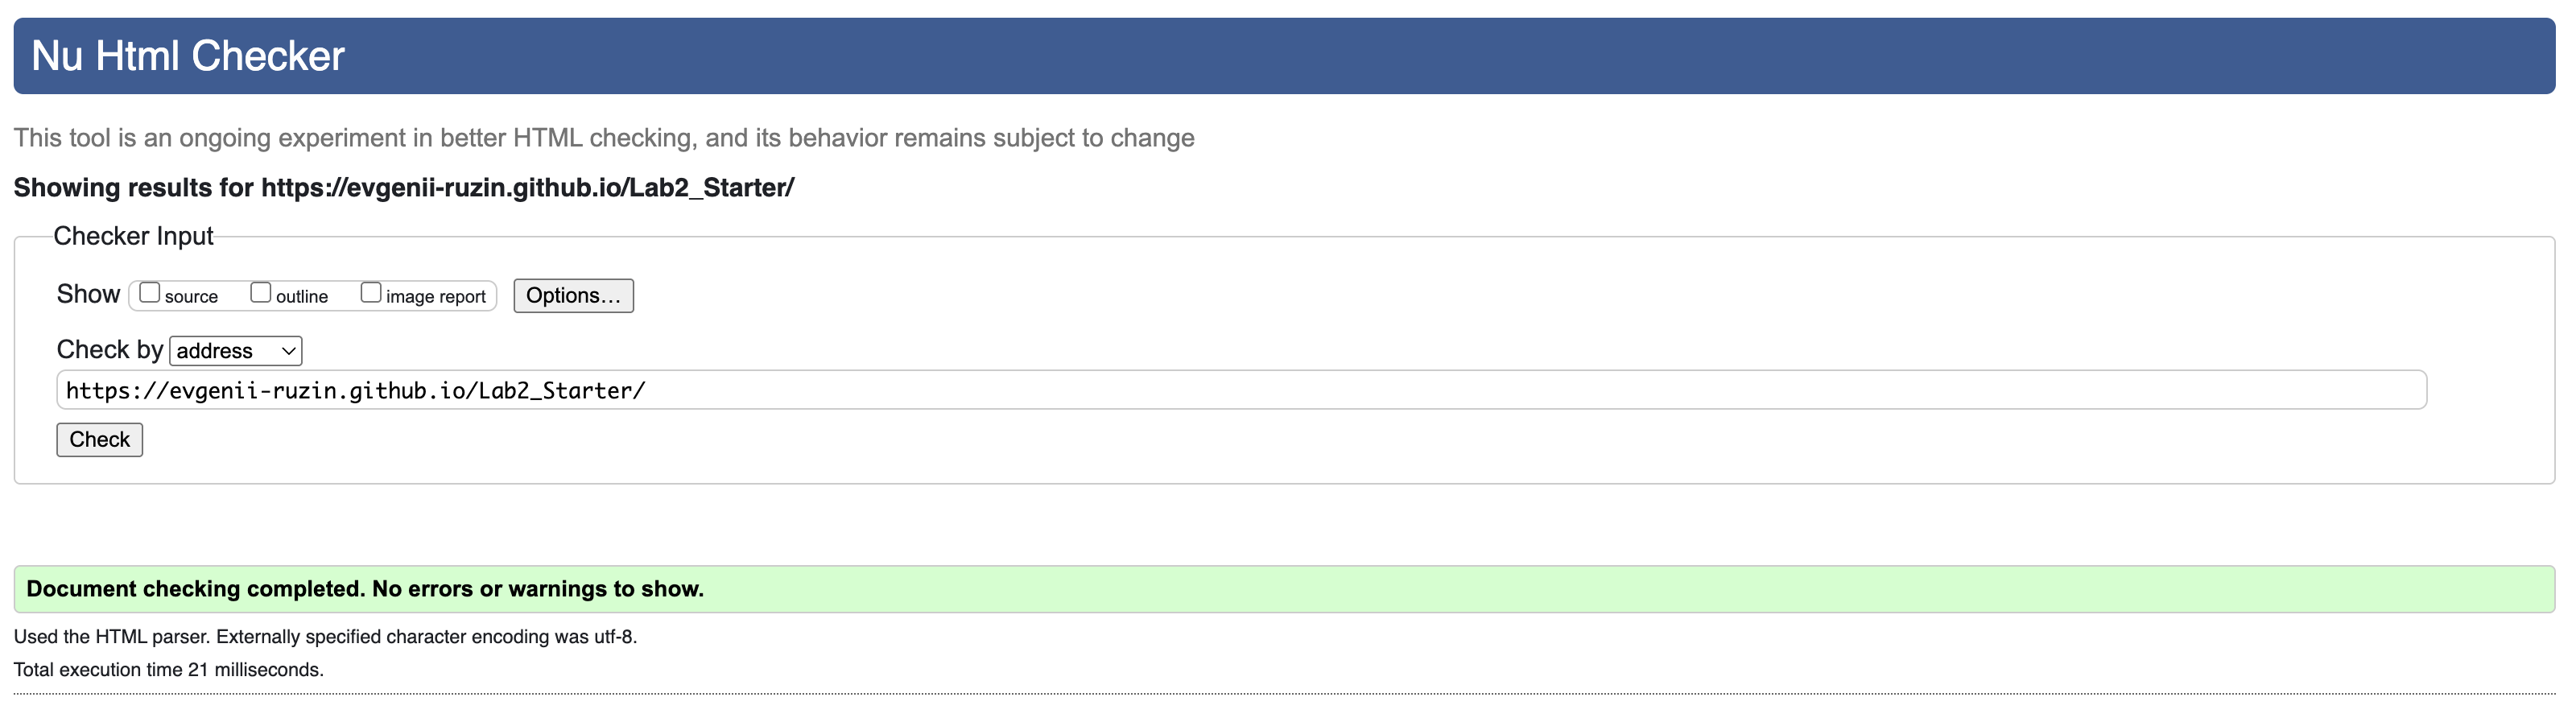 Nu Html Checker
This tool is an ongoing experiment in better HTML checking, and its behavior remains subject to change
Showing results for https://evgenii-ruzin.github.io/Lab2_Starter/
Checker Input
Show source outline image report Options...
Check by address
https://evgenii-ruzin.github.io/Lab2_Starter/
Check
Document checking completed. No errors or warnings to show.
Used the HTML parser. Externally specified character encoding was utf-8.
Total execution time 21 milliseconds.